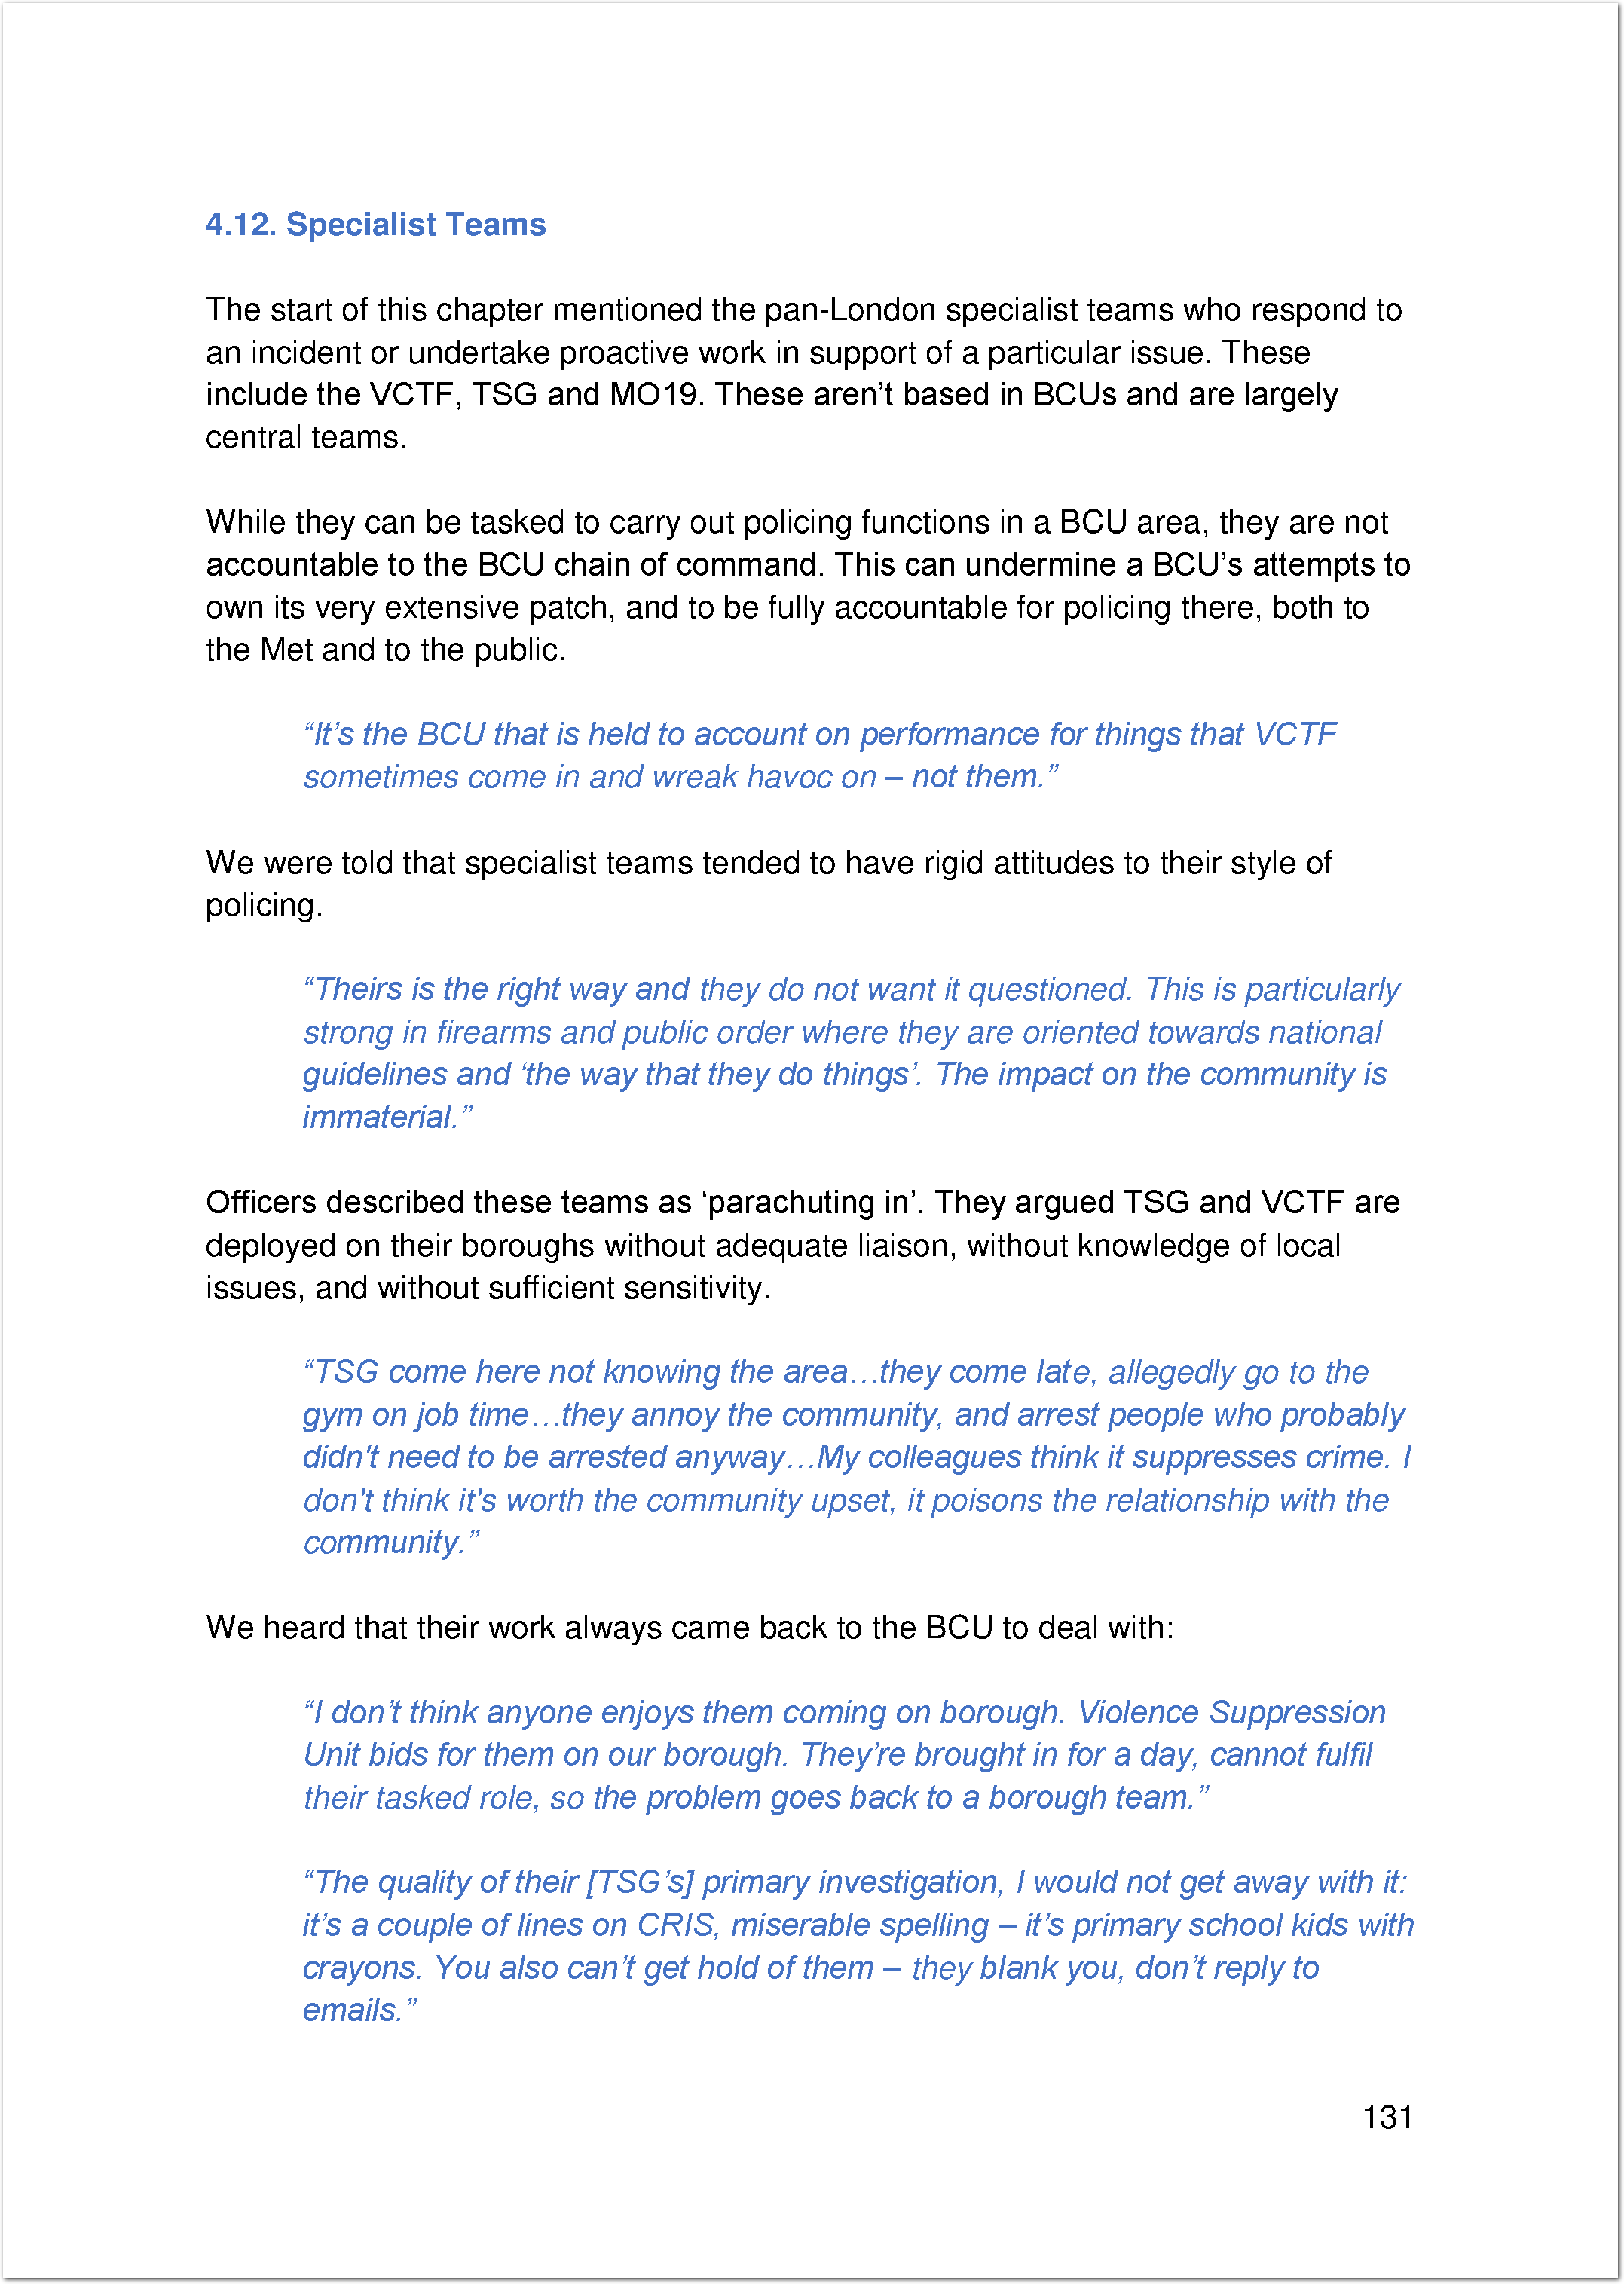 4.12. Specialist Teams
The start of this chapter mentioned the pan-London specialist teams who respond to
an incident or undertake proactive work in support of a particular issue. These
include the VCTF, TSG and MO19. These aren’t based in BCUs and are largely
central teams.
While they can be tasked to carry out policing functions in a BCU area, they are not
accountable to the BCU chain of command. This can undermine a BCU’s attempts to
own its very extensive patch, and to be fully accountable for policing there, both to
the Met and to the public.
“It’s the BCU that is held to account on performance for things that VCTF
sometimes come in and wreak havoc on – not them.”
We were told that specialist teams tended to have rigid attitudes to their style of
policing.
“Theirs is the right way and they do not want it questioned. This is particularly
strong in firearms and public order where they are oriented towards national
guidelines and ‘the way that they do things’. The impact on the community is
immaterial.”
Officers described these teams as ‘parachuting in’. They argued TSG and VCTF are
deployed on their boroughs without adequate liaison, without knowledge of local
issues, and without sufficient sensitivity.
“TSG come here not knowing the area…they come late, allegedly go to the
gym on job time…they annoy the community, and arrest people who probably
didn't need to be arrested anyway…My colleagues think it suppresses crime. I
don't think it's worth the community upset, it poisons the relationship with the
community.”
We heard that their work always came back to the BCU to deal with:
“I don’t think anyone enjoys them coming on borough. Violence Suppression
Unit bids for them on our borough. They’re brought in for a day, cannot fulfil
their tasked role, so the problem goes back to a borough team.”
“The quality of their [TSG’s] primary investigation, I would not get away with it:
it’s a couple of lines on CRIS, miserable spelling – it’s primary school kids with
crayons. You also can’t get hold of them – they blank you, don’t reply to
emails.”
131